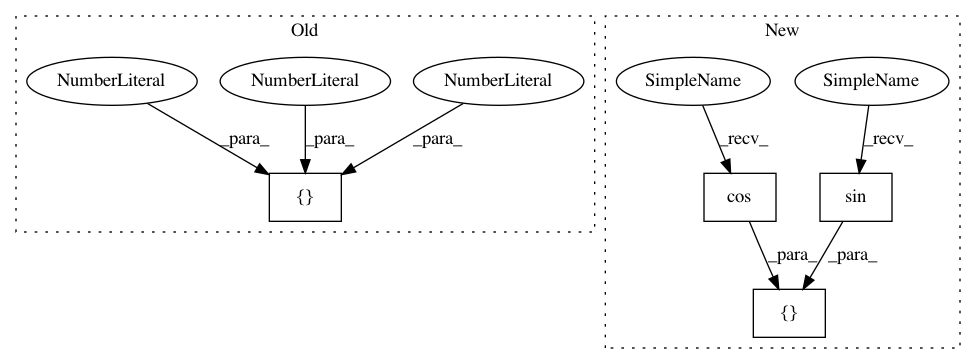 Old
New
NumberLiteral
NumberLiteral
NumberLiteral
SimpleName
SimpleName
_para_
_para_
_para_
_recv_
_recv_
{}
cos
sin
_para_
_para_
{}